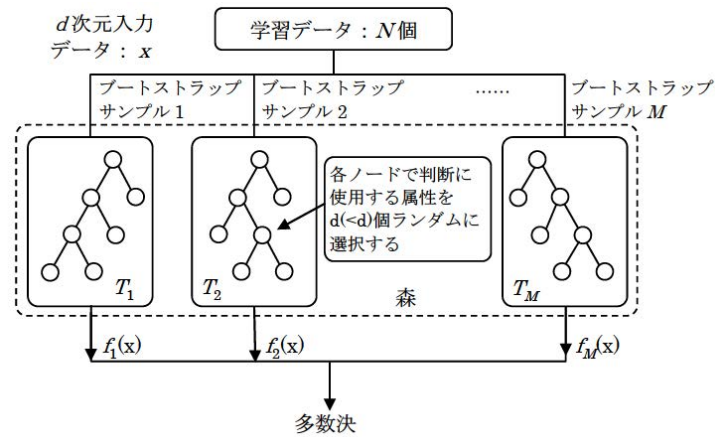 d次元入力
データ： x
学習データ：N個
ブートストラップ
サンプル 1
ブートストラップ
サンプル 2
……
ブートストラップ
サンプル M
各ノードで判断に
使用する属性を
d(<d)個ランダムに
選択する
T1
T2
森
TM
f1(x)
f2(x)
fM(x)
多数決